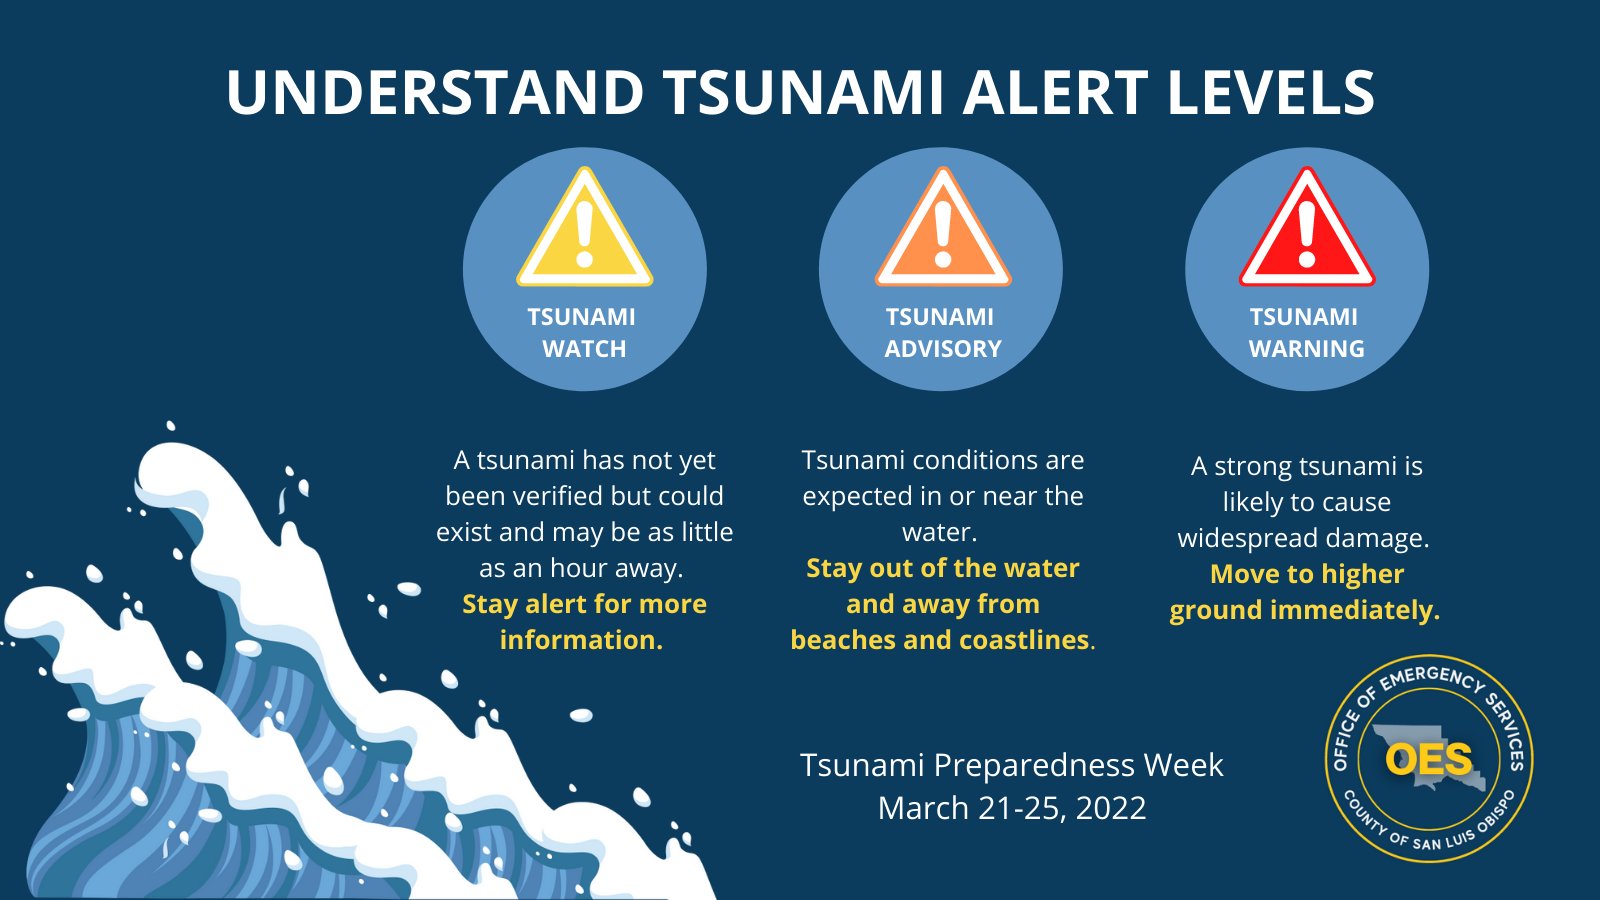 UNDERSTAND TSUNAMI ALERT LEVELS
TSUNAMI
WATCH
A tsunami has not yet
been verified but could
exist and may be as little
as an hour away.
Stay alert for more
information.
TSUNAMI
ADVISORY
Tsunami conditions are
expected in or near the
water.
Stay out of the water
and away from
beaches and coastlines.
TSUNAMI
WARNING
A strong tsunami is
likely to cause
widespread damage.
Move to higher
ground immediately.
Tsunami Preparedness Week
March 21-25, 2022
OFFICE OF EMERGENCY SERVICES
OES
COUNTY OF SAN LUIS OBISPO